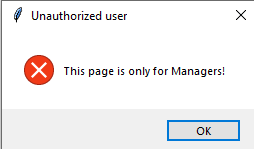 Unauthorized user
This page is only for Managers!
OK